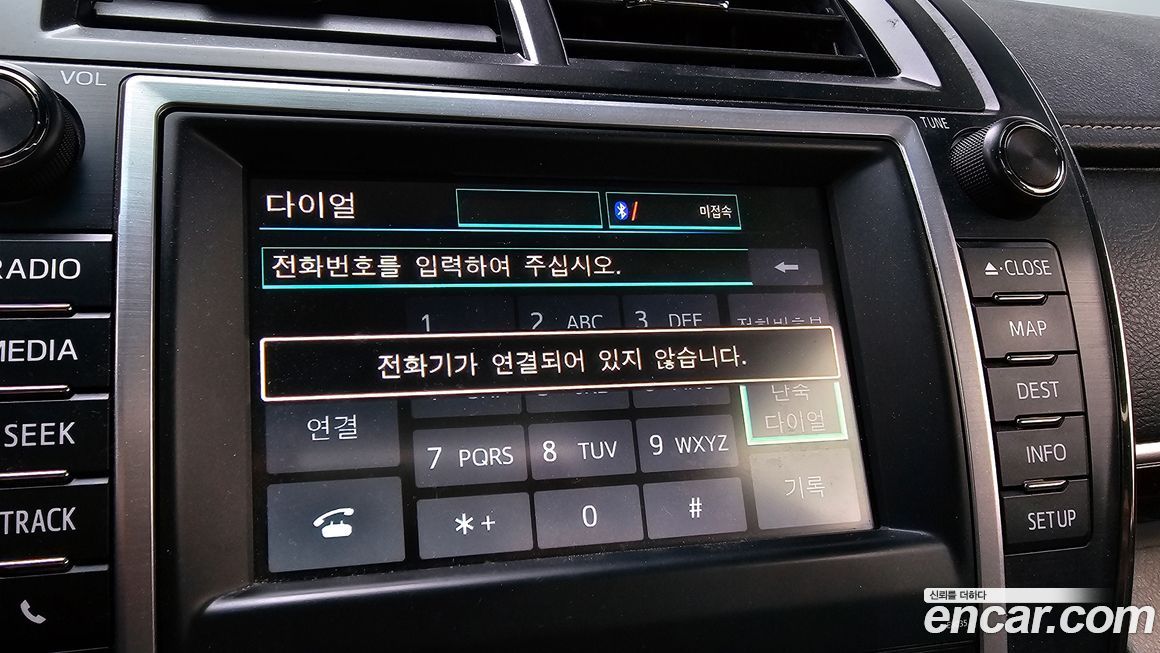 VOL
TUNE
RADIO
MEDIA
SEEK
TRACK
다이얼
미접속
전화번호를 입력하여 주십시오.
1
2 ABC
3 DEF
전화기가 연결되어 있지 않습니다.
연결
단축
다이얼
7 PQRS
8 TUV
9 WXYZ
기록
*+
0
#
CLOSE
MAP
DEST
INFO
SETUP
신뢰를 더하다
encar.com